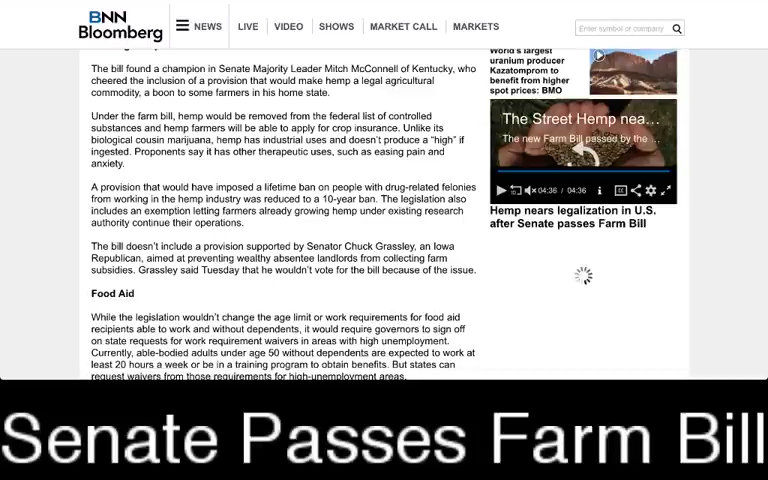 BNN
Bloomberg
NEWS
LIVE
VIDEO
SHOWS
MARKET CALL
MARKETS
Enter symbol or company
The bill found a champion in Senate Majority Leader Mitch McConnell of Kentucky, who
cheered the inclusion of a provision that would make hemp a legal agricultural
commodity, a boon to some farmers in his home state.
Under the farm bill, hemp would be removed from the federal list of controlled
substances and hemp farmers will be able to apply for crop insurance. Unlike its
biological cousin marijuana, hemp has industrial uses and doesn't produce a "high" if
ingested. Proponents say it has other therapeutic uses, such as easing pain and
anxiety.
A provision that would have imposed a lifetime ban on people with drug-related felonies
from working in the hemp industry was reduced to a 10-year ban. The legislation also
includes an exemption letting farmers already growing hemp under existing research
authority continue their operations.
The bill doesn't include a provision supported by Senator Chuck Grassley, an Iowa
Republican, aimed at preventing wealthy absentee landlords from collecting farm
subsidies. Grassley said Tuesday that he wouldn't vote for the bill because of the issue.
Food Aid
While the legislation wouldn't change the age limit or work requirements for food aid
recipients able to work and without dependents, it would require governors to sign off
on state requests for work requirement waivers in areas with high unemployment.
Currently, able-bodied adults under age 50 without dependents are expected to work at
least 20 hours a week or be in a training program to obtain benefits. But states can
request waivers from those requirements for high-unemployment areas.
World's largest
uranium producer
Kazatomprom to
benefit from higher
spot prices: BMO
The Street Hemp nea...
The new Farm Bill passed by the ...
04:36 / 04:36
Hemp nears legalization in U.S.
after Senate passes Farm Bill
Senate Passes Farm Bill